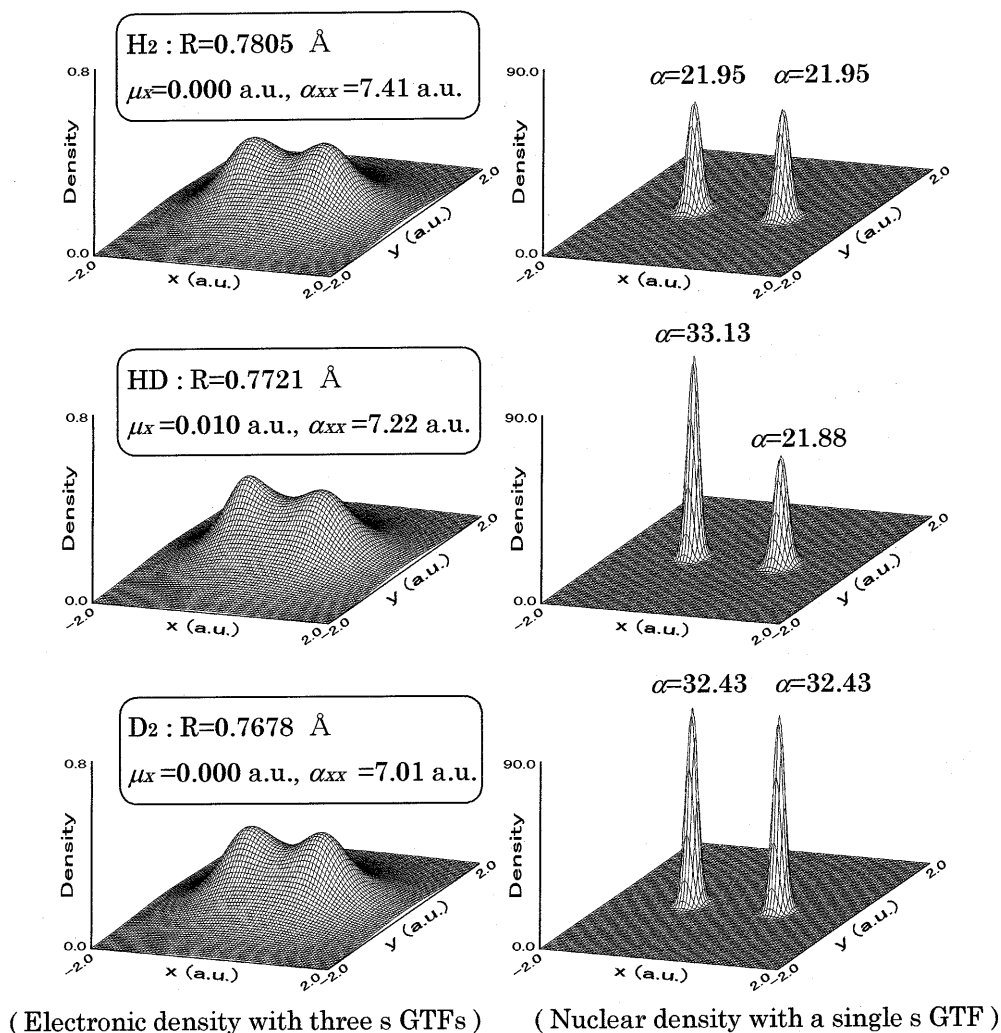 H2 : R=0.7805 Å
μx=0.000 a.u., αxx=7.41 a.u.
0.8
Density
0.0
-2.0
x (a.u.)
2.0
-2.0
y (a.u.)
2.0
α=21.95 α=21.95
90.0
Density
0.0
-2.0
x (a.u.)
2.0
-2.0
y (a.u.)
2.0
HD : R=0.7721 Å
μx=0.010 a.u., αxx=7.22 a.u.
0.8
Density
0.0
-2.0
x (a.u.)
2.0
-2.0
y (a.u.)
2.0
α=33.13
α=21.88
90.0
Density
0.0
-2.0
x (a.u.)
2.0
-2.0
y (a.u.)
2.0
D2 : R=0.7678 Å
μx=0.000 a.u., αxx =7.01 a.u.
0.8
Density
0.0
-2.0
x (a.u.)
2.0
-2.0
y (a.u.)
2.0
α=32.43 α=32.43
90.0
Density
0.0
-2.0
x (a.u.)
2.0
-2.0
y (a.u.)
2.0
( Electronic density with three s GTFs )
( Nuclear density with a single s GTF )